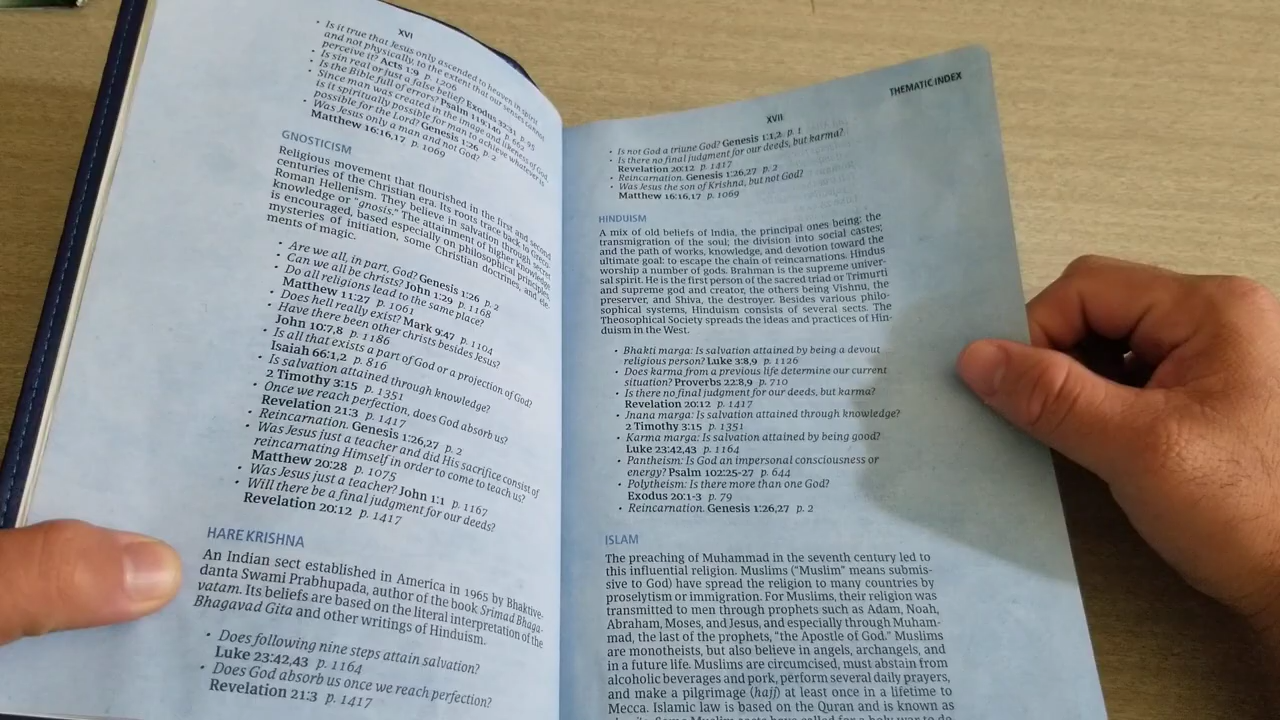 XVI
• Is it true that Jesus only ascended to heaven in spirit
and not physically, to the extent that our senses cannot
perceive it? Acts 1:9 p. 1206
• Is sin real or just a false belief? Exodus 32:31 p. 95
• Is the Bible full of errors? Psalm 119:140 p. 662
• Since man was created in the image and likeness of God,
is it spiritually possible for man to achieve whatever is
possible for the Lord? Genesis 1:26 p. 2
• Was Jesus only a man and not God?
Matthew 16:16,17 p. 1069
GNOSTICISM
Religious movement that flourished in the first and second
centuries of the Christian era. Its roots trace back to Greco-
Roman Hellenism. They believe in salvation through secret
knowledge or "gnosis." The attainment of higher knowledge
is encouraged, based especially on philosophical principles,
mysteries of initiation, some Christian doctrines, and ele-
ments of magic.
• Are we all, in part, God? Genesis 1:26 p. 2
• Can we all be christs? John 1:29 p. 1168
• Do all religions lead to the same place?
Matthew 11:27 p. 1061
• Does hell really exist? Mark 9:47 p. 1104
• Have there been other christs besides Jesus?
John 10:7,8 p. 1186
• Is all that exists a part of God or a projection of God?
Isaiah 66:1,2 p. 816
• Is salvation attained through knowledge?
2 Timothy 3:15 p. 1351
• Once we reach perfection, does God absorb us?
Revelation 21:3 p. 1417
• Reincarnation. Genesis 1:26,27 p. 2
• Was Jesus just a teacher and did His sacrifice consist of
reincarnating Himself in order to come to teach us?
Matthew 20:28 p. 1075
• Was Jesus just a teacher? John 1:1 p. 1167
• Will there be a final judgment for our deeds?
Revelation 20:12 p. 1417
HARE KRISHNA
An Indian sect established in America in 1965 by Bhaktive-
danta Swami Prabhupada, author of the book Srimad Bhaga-
vatam. Its beliefs are based on the literal interpretation of the
Bhagavad Gita and other writings of Hinduism.
• Does following nine steps attain salvation?
Luke 23:42,43 p. 1164
• Does God absorb us once we reach perfection?
Revelation 21:3 p. 1417
XVII
THEMATIC INDEX
• Is not God a triune God? Genesis 1:1,2 p. 1
• Is there no final judgment for our deeds, but karma?
Revelation 20:12 p. 1417
• Reincarnation. Genesis 1:26,27 p. 2
• Was Jesus the son of Krishna, but not God?
Matthew 16:16,17 p. 1069
HINDUISM
A mix of old beliefs of India, the principal ones being: the
transmigration of the soul; the division into social castes;
and the path of works, knowledge, and devotion toward the
ultimate goal: to escape the chain of reincarnations. Hindus
worship a number of gods. Brahman is the supreme univer-
sal spirit. He is the first person of the sacred triad or Trimurti
and supreme god and creator, the others being Vishnu, the
preserver, and Shiva, the destroyer. Besides various philo-
sophical systems, Hinduism consists of several sects. The
Theosophical Society spreads the ideas and practices of Hin-
duism in the West.
• Bhakti marga: Is salvation attained by being a devout
religious person? Luke 3:8,9 p. 1126
• Does karma from a previous life determine our current
situation? Proverbs 22:8,9 p. 710
• Is there no final judgment for our deeds, but karma?
Revelation 20:12 p. 1417
• Jnana marga: Is salvation attained through knowledge?
2 Timothy 3:15 p. 1351
• Karma marga: Is salvation attained by being good?
Luke 23:42,43 p. 1164
• Pantheism: Is God an impersonal consciousness or
energy? Psalm 102:25-27 p. 644
• Polytheism: Is there more than one God?
Exodus 20:1-3 p. 79
• Reincarnation. Genesis 1:26,27 p. 2
ISLAM
The preaching of Muhammad in the seventh century led to
this influential religion. Muslims ("Muslim" means submis-
sive to God) have spread the religion to many countries by
proselytism or immigration. For Muslims, their religion was
transmitted to men through prophets such as Adam, Noah,
Abraham, Moses, and Jesus, and especially through Muham-
mad, the last of the prophets, "the Apostle of God." Muslims
are monotheists, but also believe in angels, archangels, and
in a future life. Muslims are circumcised, must abstain from
alcoholic beverages and pork, perform several daily prayers,
and make a pilgrimage (hajj) at least once in a lifetime to
Mecca. Islamic law is based on the Quran and is known as